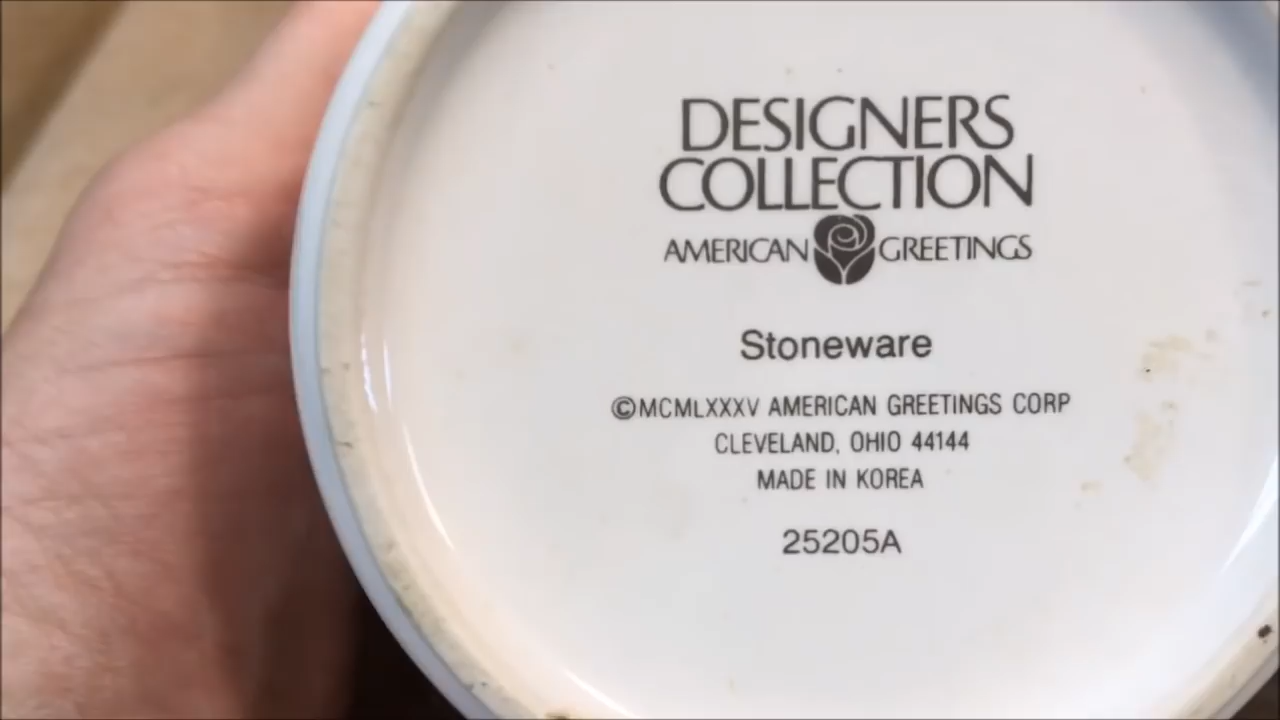 DESIGNERS
COLLECTION
AMERICAN GREETINGS
Stoneware
©MCMLXXXV AMERICAN GREETINGS CORP
CLEVELAND, OHIO 44144
MADE IN KOREA
25205A